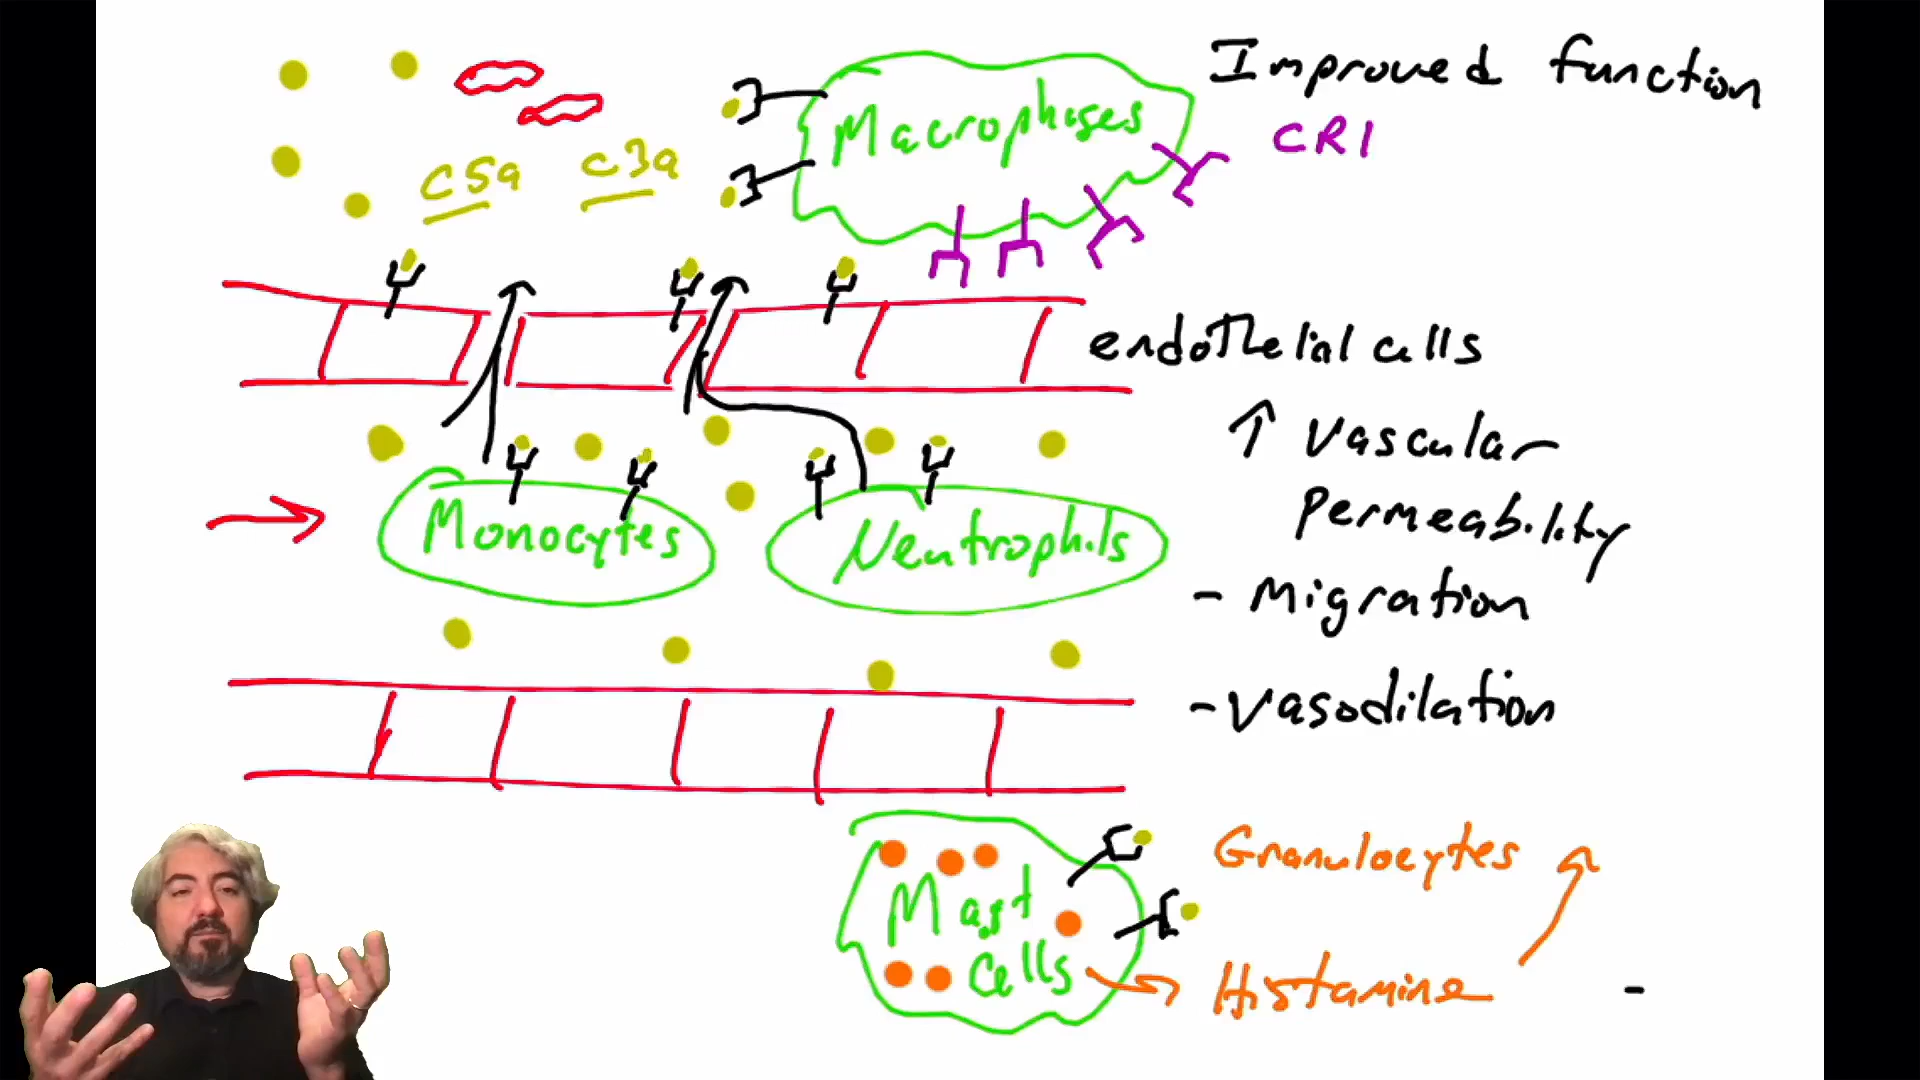 Improved function
CR1
Macrophages
C5a C3a
endothelial cells
↑ Vascular
Permeability
- Migration
- Vasodilation
Monocytes
Neutrophils
Mast
Cells
Granulocytes
Histamine